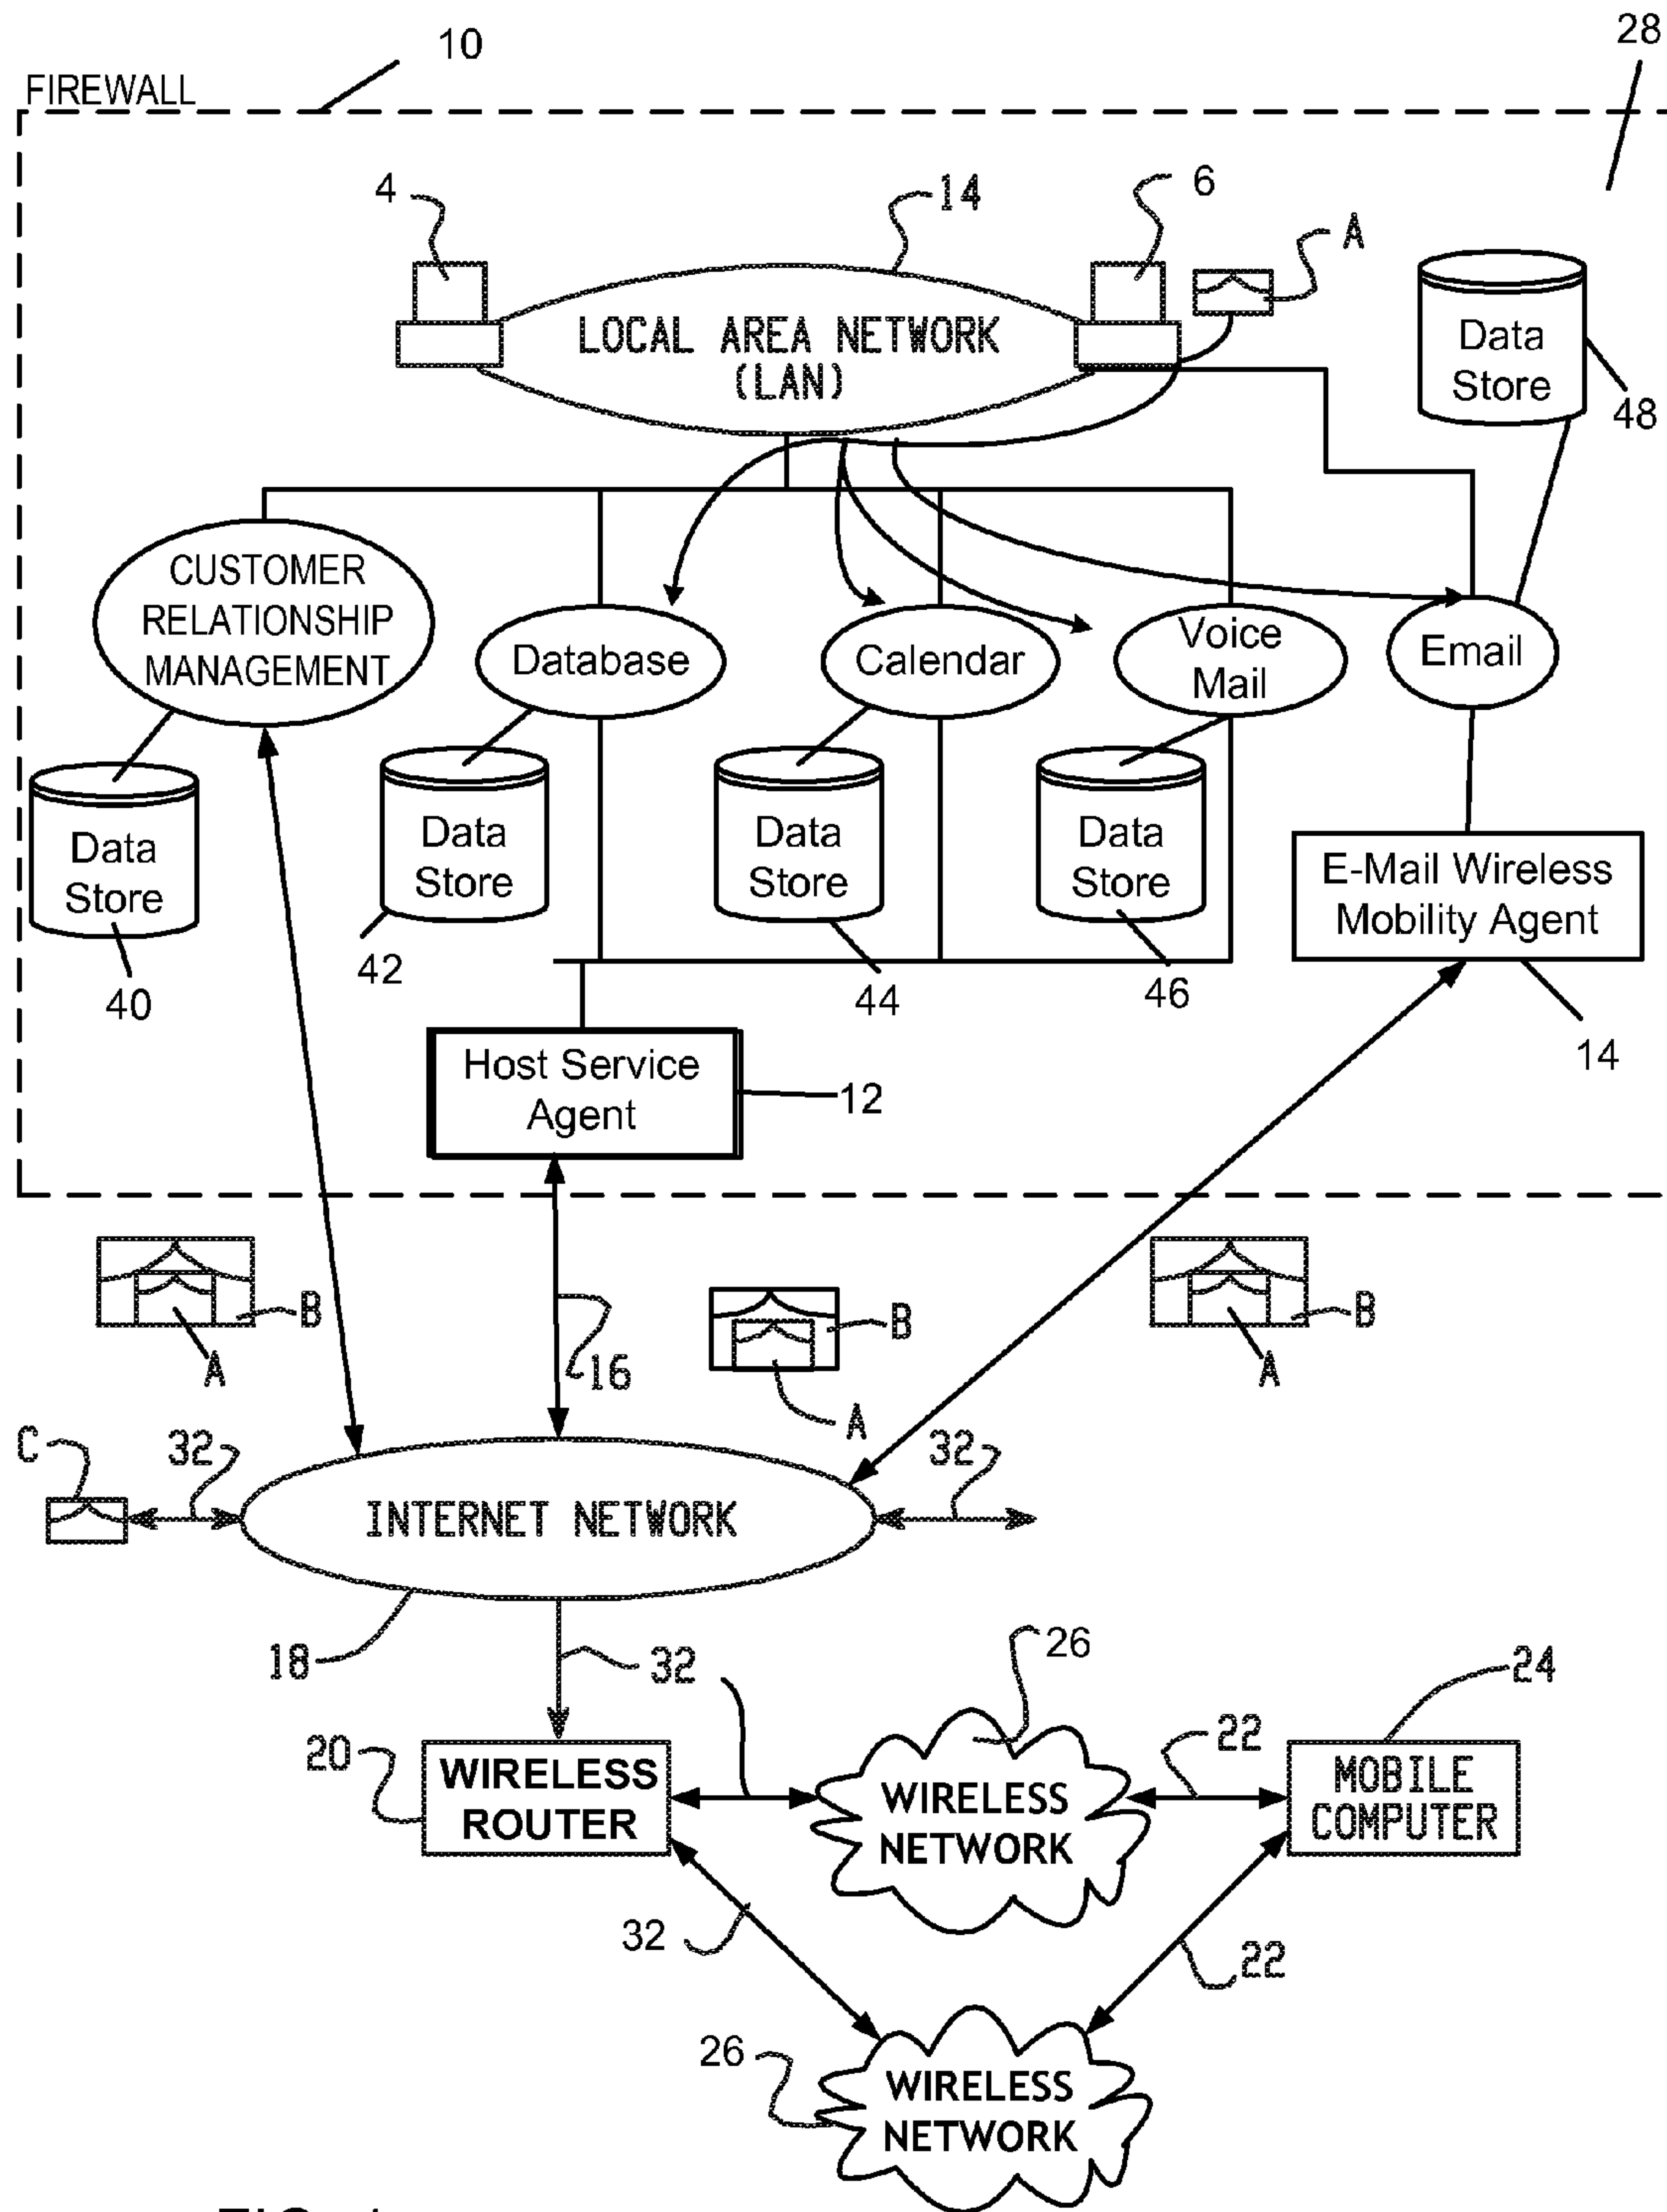 10
28
FIREWALL
4
14
6
A
LOCAL AREA NETWORK
(LAN)
Data
Store
48
CUSTOMER
RELATIONSHIP
MANAGEMENT
Database
Calendar
Voice
Mail
Email
Data
Store
40
Data
Store
42
Data
Store
44
Data
Store
46
E-Mail Wireless
Mobility Agent
14
Host Service
Agent
12
B
A
16
B
A
B
A
C
32
32
INTERNET NETWORK
18
32
26
24
20
WIRELESS
ROUTER
WIRELESS
NETWORK
22
MOBILE
COMPUTER
32
22
26
WIRELESS
NETWORK